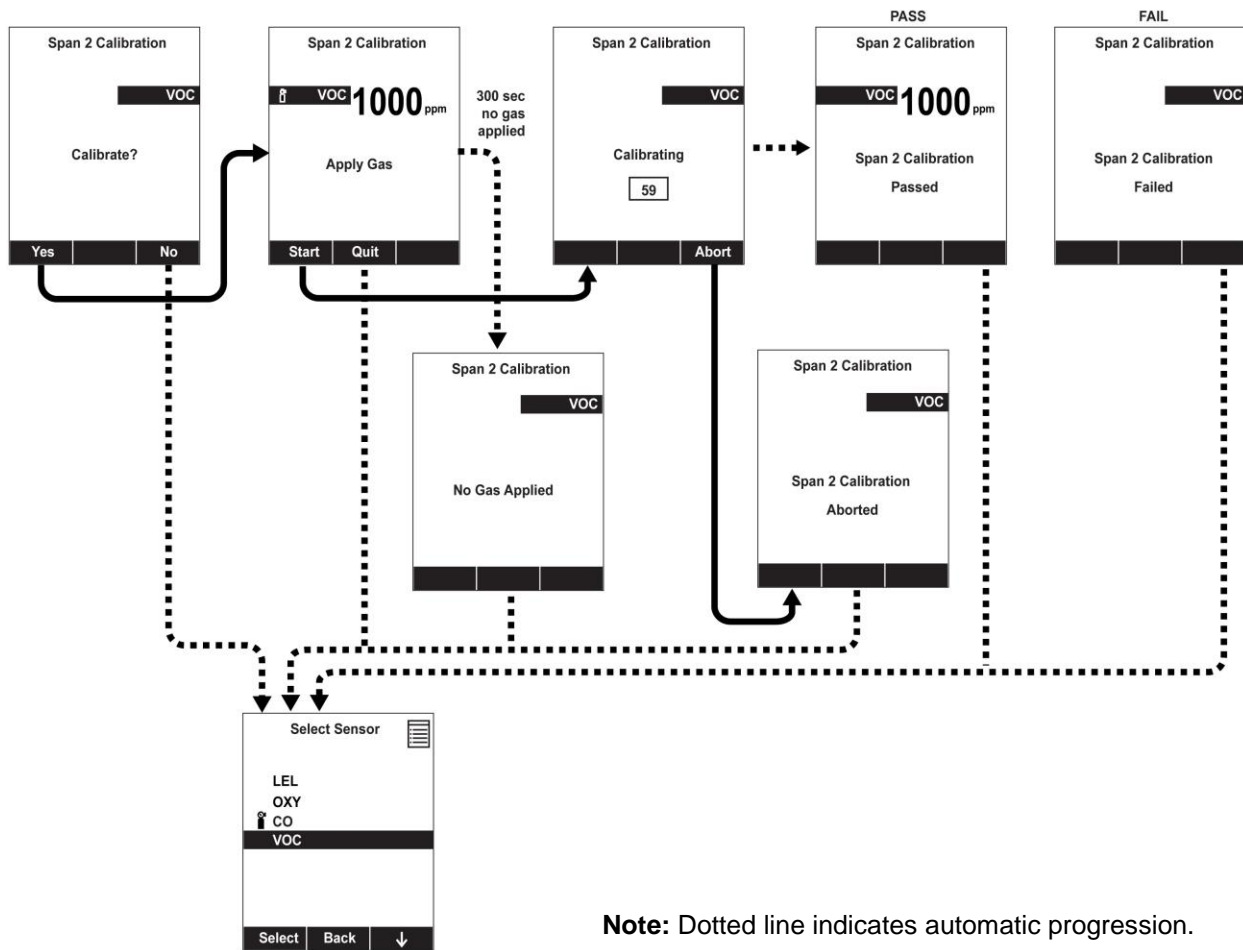 Span 2 Calibration
VOC
Calibrate?
Yes No
Span 2 Calibration
VOC 1000 ppm
Apply Gas
Start Quit
300 sec
no gas
applied
Span 2 Calibration
VOC
Calibrating
59
Abort
PASS
Span 2 Calibration
VOC 1000 ppm
Span 2 Calibration
Passed
FAIL
Span 2 Calibration
VOC
Span 2 Calibration
Failed
Span 2 Calibration
VOC
No Gas Applied
Span 2 Calibration
VOC
Span 2 Calibration
Aborted
Select Sensor
LEL
OXY
CO
VOC
Select Back ↓
Note: Dotted line indicates automatic progression.